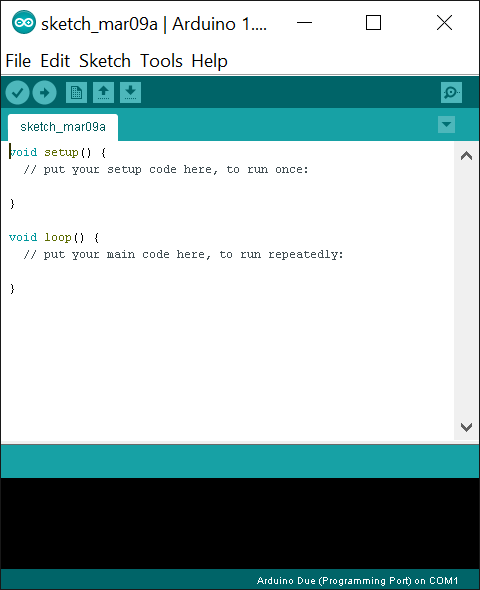 sketch_mar09a | Arduino 1....
File Edit Sketch Tools Help
sketch_mar09a
void setup() {
  // put your setup code here, to run once:
}
void loop() {
  // put your main code here, to run repeatedly:
}
Arduino Due (Programming Port) on COM1